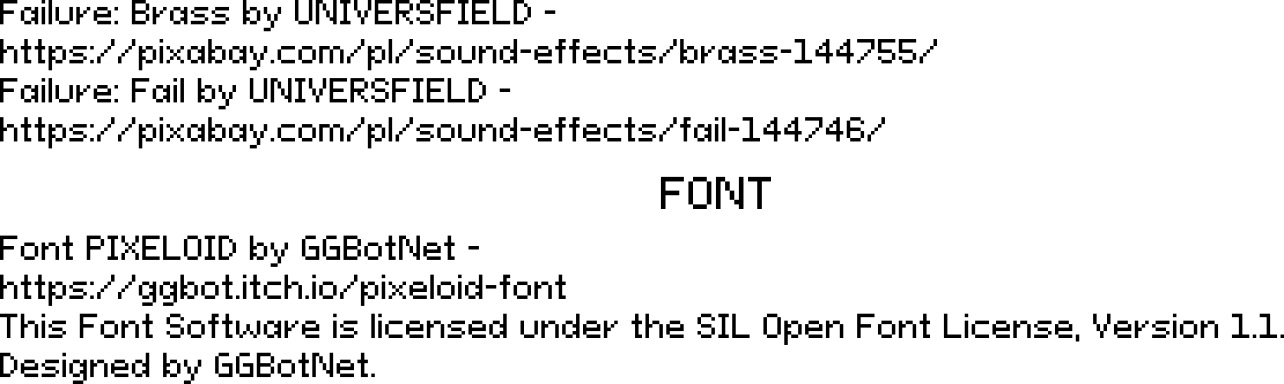 Failure: Brass by UNIVERSFIELD -
https://pixabay.com/pl/sound-effects/brass-144755/
Failure: Fail by UNIVERSFIELD -
https://pixabay.com/pl/sound-effects/fail-144746/
FONT
Font PIXELOID by GGBotNet -
https://ggbot.itch.io/pixeloid-font
This Font Software is licensed under the SIL Open Font License, Version 1.1.
Designed by GGBotNet.